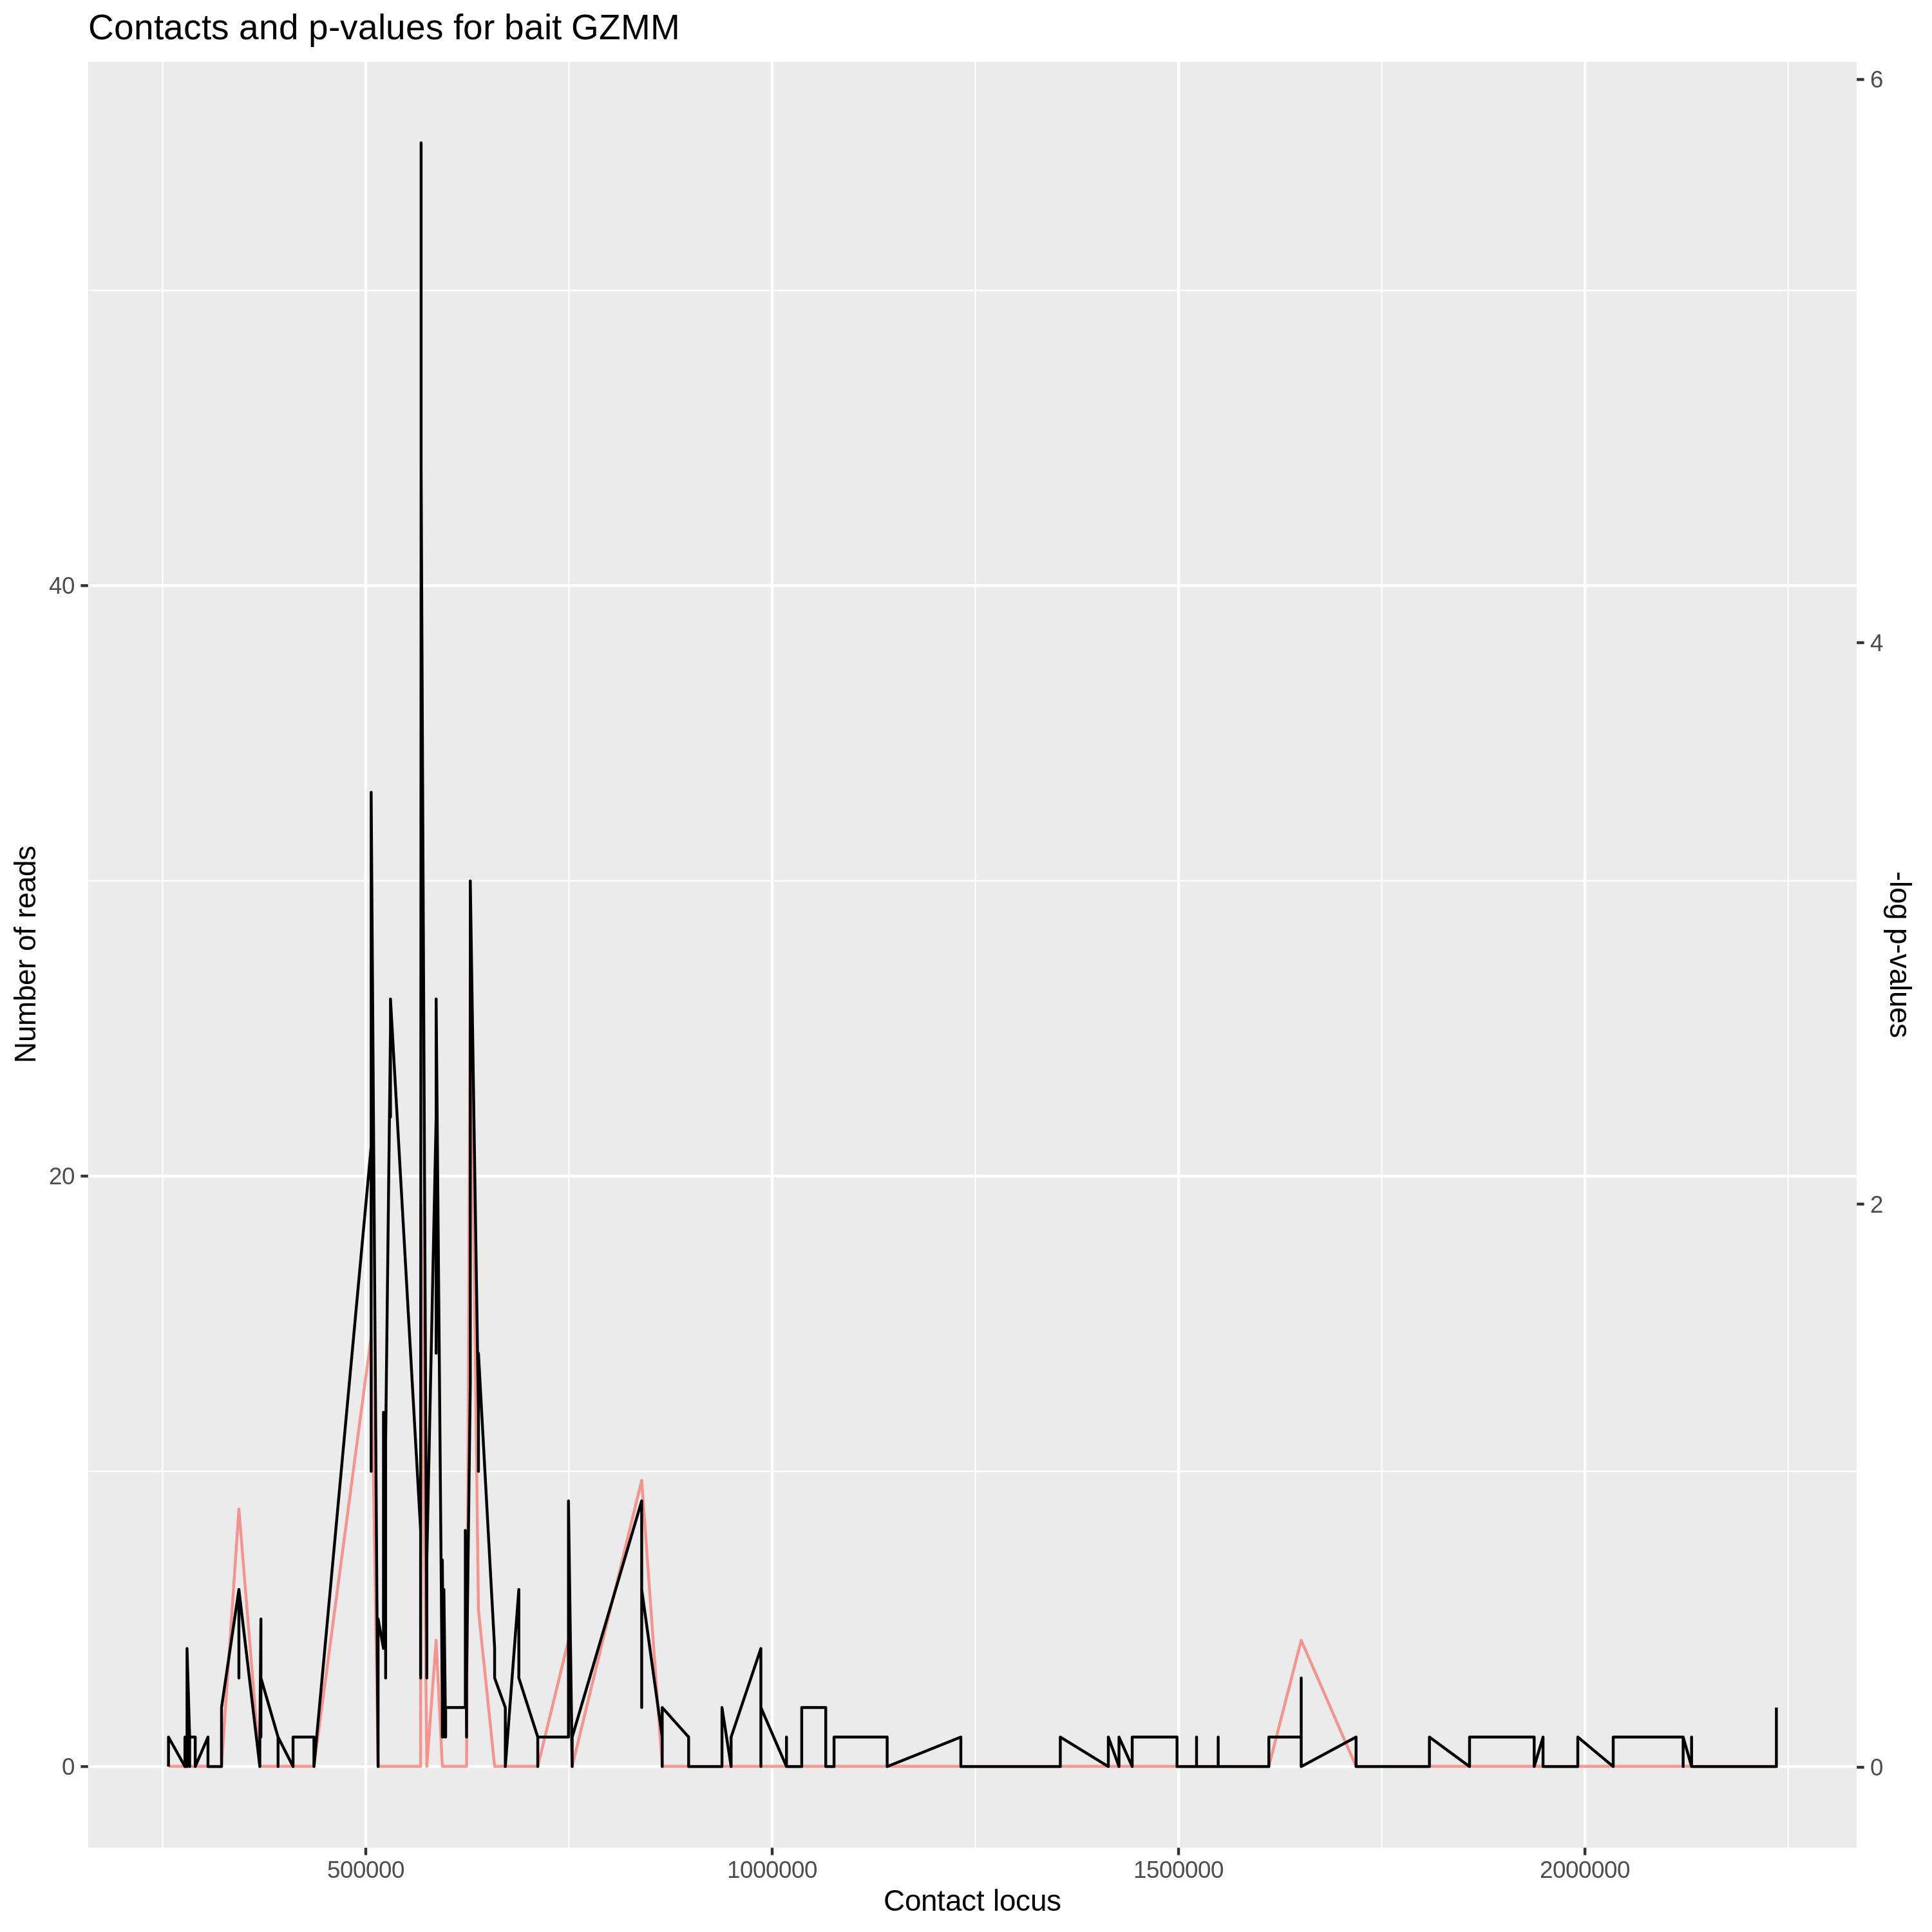 Contacts and p-values for bait GZMM
6
40
4
Number of reads
-log p-values
20
2
0
0
500000
1000000
1500000
2000000
Contact locus